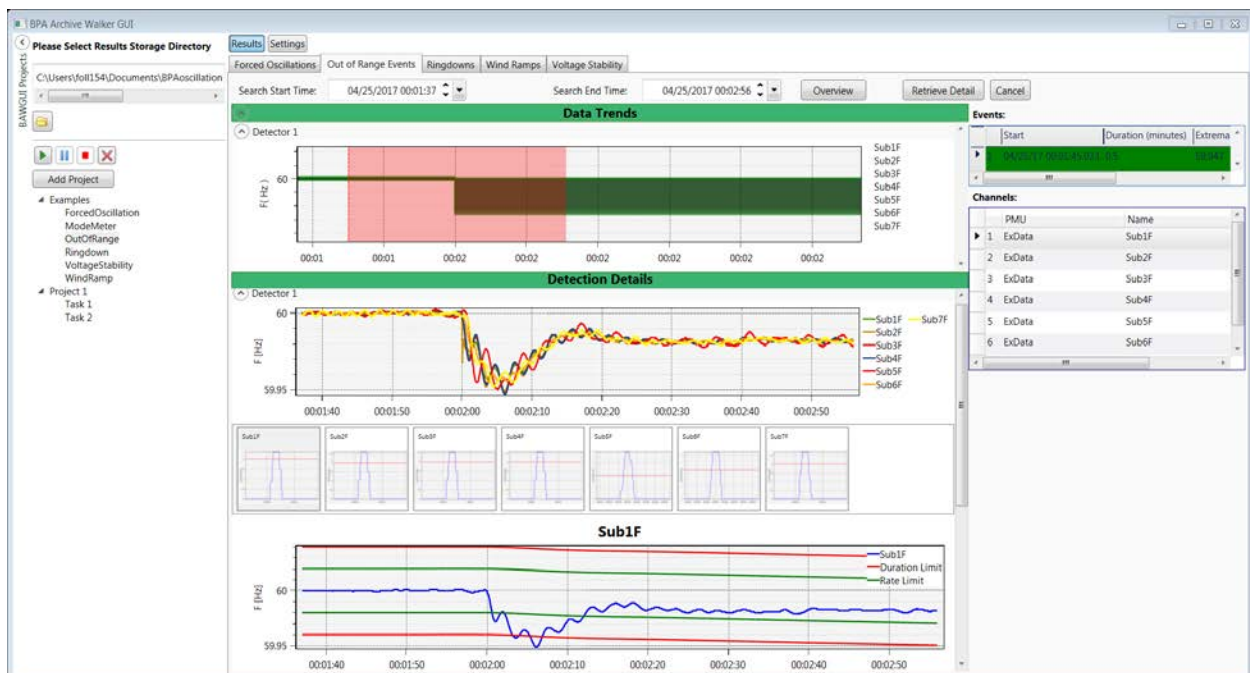 BPA Archive Walker GUI
BAWGUI Projects
Please Select Results Storage Directory
C:\Users\foll154\Documents\BPAoscillation
Add Project
Examples
ForcedOscillation
ModeMeter
OutOfRange
Ringdown
VoltageStability
WindRamp
Project 1
Task 1
Task 2
Results Settings
Forced Oscillations Out of Range Events Ringdowns Wind Ramps Voltage Stability
Search Start Time: 04/25/2017 00:01:37 Search End Time: 04/25/2017 00:02:56 Overview Retrieve Detail Cancel
Data Trends
Detector 1
F( Hz )
60
Sub1F
Sub2F
Sub3F
Sub4F
Sub5F
Sub6F
Sub7F
00:01 00:01 00:02 00:02 00:02 00:02 00:02 00:02
Detection Details
Detector 1
F [Hz]
60
59.95
Sub1F Sub7F
Sub2F
Sub3F
Sub4F
Sub5F
Sub6F
00:01:40 00:01:50 00:02:00 00:02:10 00:02:20 00:02:30 00:02:40 00:02:50
Sub1F Sub2F Sub3F Sub4F Sub5F Sub6F Sub7F
Sub1F
F [Hz]
60
59.95
Sub1F
Duration Limit
Rate Limit
00:01:40 00:01:50 00:02:00 00:02:10 00:02:20 00:02:30 00:02:40 00:02:50
Events:
Start Duration (minutes) Extrema
0.5
Channels:
PMU Name
1 ExData Sub1F
2 ExData Sub2F
3 ExData Sub3F
4 ExData Sub4F
5 ExData Sub5F
6 ExData Sub6F